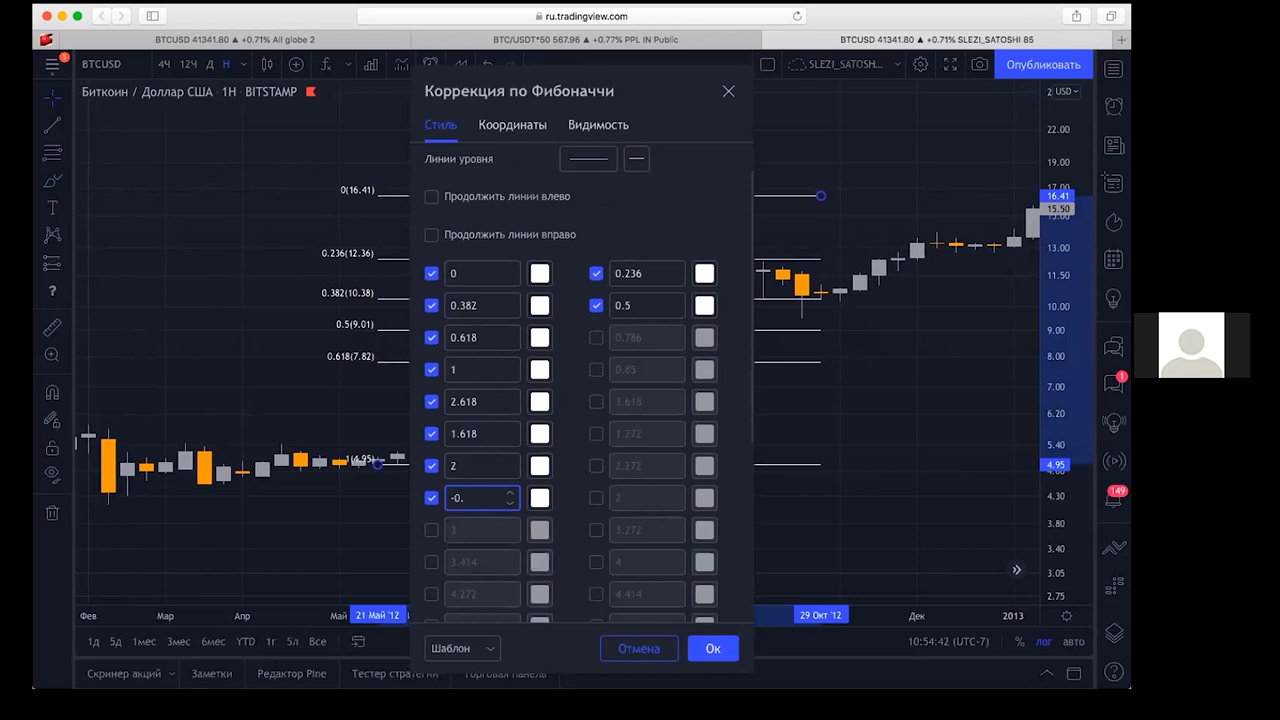 ru.tradingview.com
BTCUSD 41341.80 ▲ +0.71% All globe 2
BTC/USDT*50 567.96 ▲ +0.77% PPL IN Public
BTCUSD 41341.80 ▲ +0.71% SLEZI_SATOSHI 85
5
BTCUSD
4Ч
12Ч
Д
Н
SLEZI_SATOSH...
Опубликовать
Биткоин / Доллар США · 1Н · BITSTAMP
2
USD
Коррекция по Фибоначчи
Стиль
Координаты
Видимость
Линии уровня
Продолжить линии влево
Продолжить линии вправо
0
0.236
0.382
0.5
0.618
0.786
1
0.85
2.618
3.618
1.618
1.272
2
2.272
-0.
2
3
3.272
3.414
4
4.272
4.414
Шаблон
Отмена
Ок
0(16.41)
0.236(12.36)
0.382(10.38)
0.5(9.01)
0.618(7.82)
1(4.95)
22.00
19.00
17.00
16.41
15.50
15.00
13.00
11.50
10.00
9.00
8.00
7.00
6.20
5.40
4.95
4.30
3.80
3.40
3.05
2.75
1
149
Фев
Мар
Апр
Май
21 Май '12
29 Окт '12
Дек
2013
1д
5д
1мес
3мес
6мес
YTD
1г
5л
Все
10:54:42 (UTC-7)
%
лог
авто
Скринер акций
Заметки
Редактор Pine
Тестер стратегий
Торговая панель